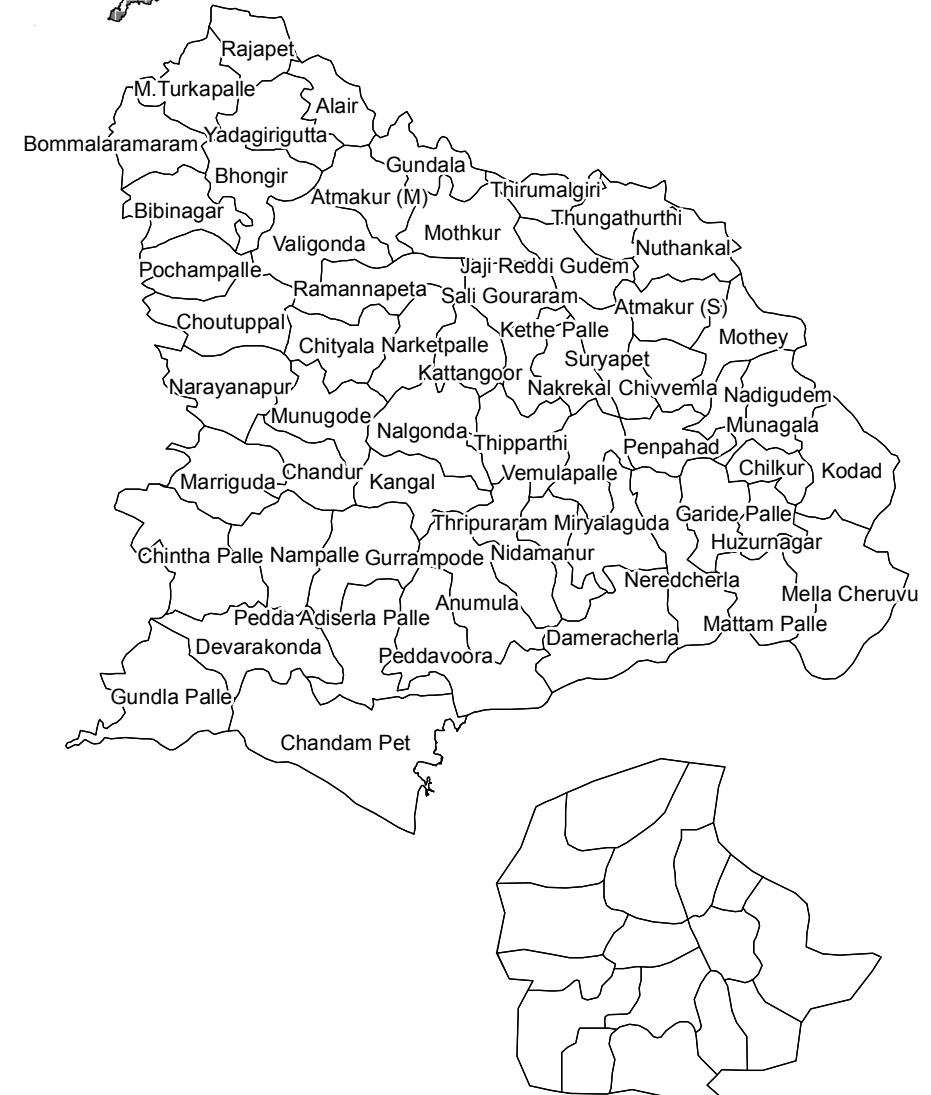 Rajapet
M.Turkapalle
Alair
Yadagirigutta
Bommalaramaram
Bhongir
Gundala
Atmakur (M)
Thirumalgiri
Bibinagar
Thungathurthi
Mothkur
Valigonda
Nuthankal
Pochampalle
Jaji Reddi Gudem
Ramannapeta
Sali Gouraram
Atmakur (S)
Choutuppal
Kethe Palle
Mothey
Chityala
Narketpalle
Suryapet
Kattangoor
Narayanapur
Nakrekal
Chivvemla
Nadigudem
Munugode
Munagala
Nalgonda
Thipparthi
Penpahad
Chilkur
Kodad
Chandur
Vemulapalle
Marriguda
Kangal
Garide Palle
Thripuraram
Miryalaguda
Huzurnagar
Chintha Palle
Nampalle
Gurrampode
Nidamanur
Neredcherla
Mella Cheruvu
Anumula
Pedda Adiserla Palle
Mattam Palle
Devarakonda
Dameracherla
Peddavoora
Gundla Palle
Chandam Pet